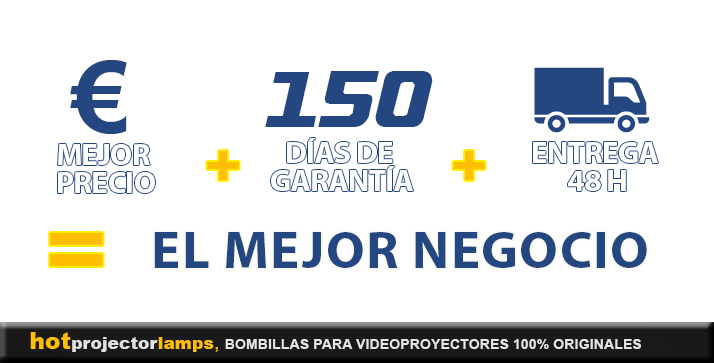 €
MEJOR
PRECIO
+
150
DÍAS DE
GARANTÍA
+
ENTREGA
48 H
= EL MEJOR NEGOCIO
hotprojectorlamps, BOMBILLAS PARA VIDEOPROYECTORES 100% ORIGINALES